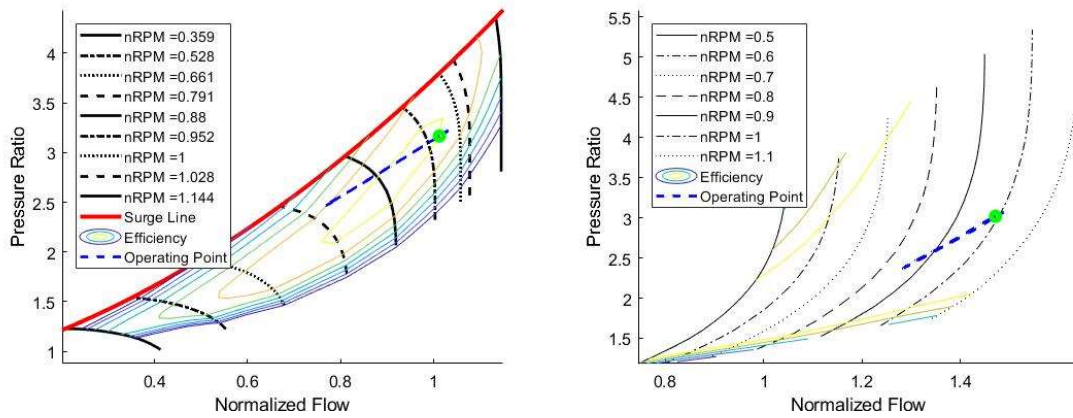 Pressure Ratio
4
3.5
3
2.5
2
1.5
1
nRPM =0.359
nRPM =0.528
nRPM =0.661
nRPM =0.791
nRPM =0.88
nRPM =0.952
nRPM =1
nRPM =1.028
nRPM =1.144
Surge Line
Efficiency
Operating Point
0.4 0.6 0.8 1
Normalized Flow
Pressure Ratio
5.5
5
4.5
4
3.5
3
2.5
2
1.5
nRPM =0.5
nRPM =0.6
nRPM =0.7
nRPM =0.8
nRPM =0.9
nRPM =1
nRPM =1.1
Efficiency
Operating Point
0.8 1 1.2 1.4
Normalized Flow